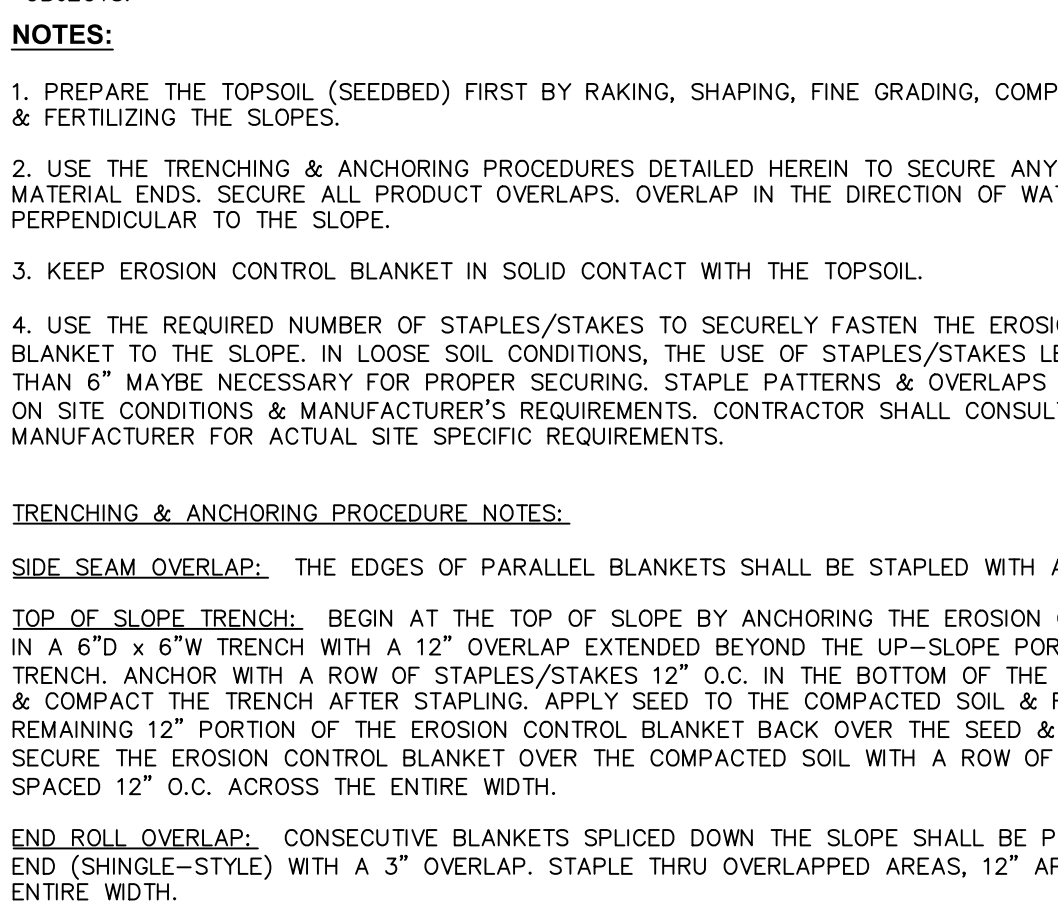 NOTES:
1. PREPARE THE TOPSOIL (SEEDBED) FIRST BY RAKING, SHAPING, FINE GRADING, COMP
& FERTILIZING THE SLOPES.
2. USE THE TRENCHING & ANCHORING PROCEDURES DETAILED HEREIN TO SECURE ANY
MATERIAL ENDS. SECURE ALL PRODUCT OVERLAPS. OVERLAP IN THE DIRECTION OF WAT
PERPENDICULAR TO THE SLOPE.
3. KEEP EROSION CONTROL BLANKET IN SOLID CONTACT WITH THE TOPSOIL.
4. USE THE REQUIRED NUMBER OF STAPLES/STAKES TO SECURELY FASTEN THE EROSIO
BLANKET TO THE SLOPE. IN LOOSE SOIL CONDITIONS, THE USE OF STAPLES/STAKES LE
THAN 6" MAYBE NECESSARY FOR PROPER SECURING. STAPLE PATTERNS & OVERLAPS
ON SITE CONDITIONS & MANUFACTURER'S REQUIREMENTS. CONTRACTOR SHALL CONSULT
MANUFACTURER FOR ACTUAL SITE SPECIFIC REQUIREMENTS.
TRENCHING & ANCHORING PROCEDURE NOTES:
SIDE SEAM OVERLAP: THE EDGES OF PARALLEL BLANKETS SHALL BE STAPLED WITH A
TOP OF SLOPE TRENCH: BEGIN AT THE TOP OF SLOPE BY ANCHORING THE EROSION
IN A 6"D x 6"W TRENCH WITH A 12" OVERLAP EXTENDED BEYOND THE UP-SLOPE POR
TRENCH. ANCHOR WITH A ROW OF STAPLES/STAKES 12" O.C. IN THE BOTTOM OF THE
& COMPACT THE TRENCH AFTER STAPLING. APPLY SEED TO THE COMPACTED SOIL &
REMAINING 12" PORTION OF THE EROSION CONTROL BLANKET BACK OVER THE SEED &
SECURE THE EROSION CONTROL BLANKET OVER THE COMPACTED SOIL WITH A ROW OF
SPACED 12" O.C. ACROSS THE ENTIRE WIDTH.
END ROLL OVERLAP: CONSECUTIVE BLANKETS SPLICED DOWN THE SLOPE SHALL BE P
END (SHINGLE-STYLE) WITH A 3" OVERLAP. STAPLE THRU OVERLAPPED AREAS, 12" AP
ENTIRE WIDTH.